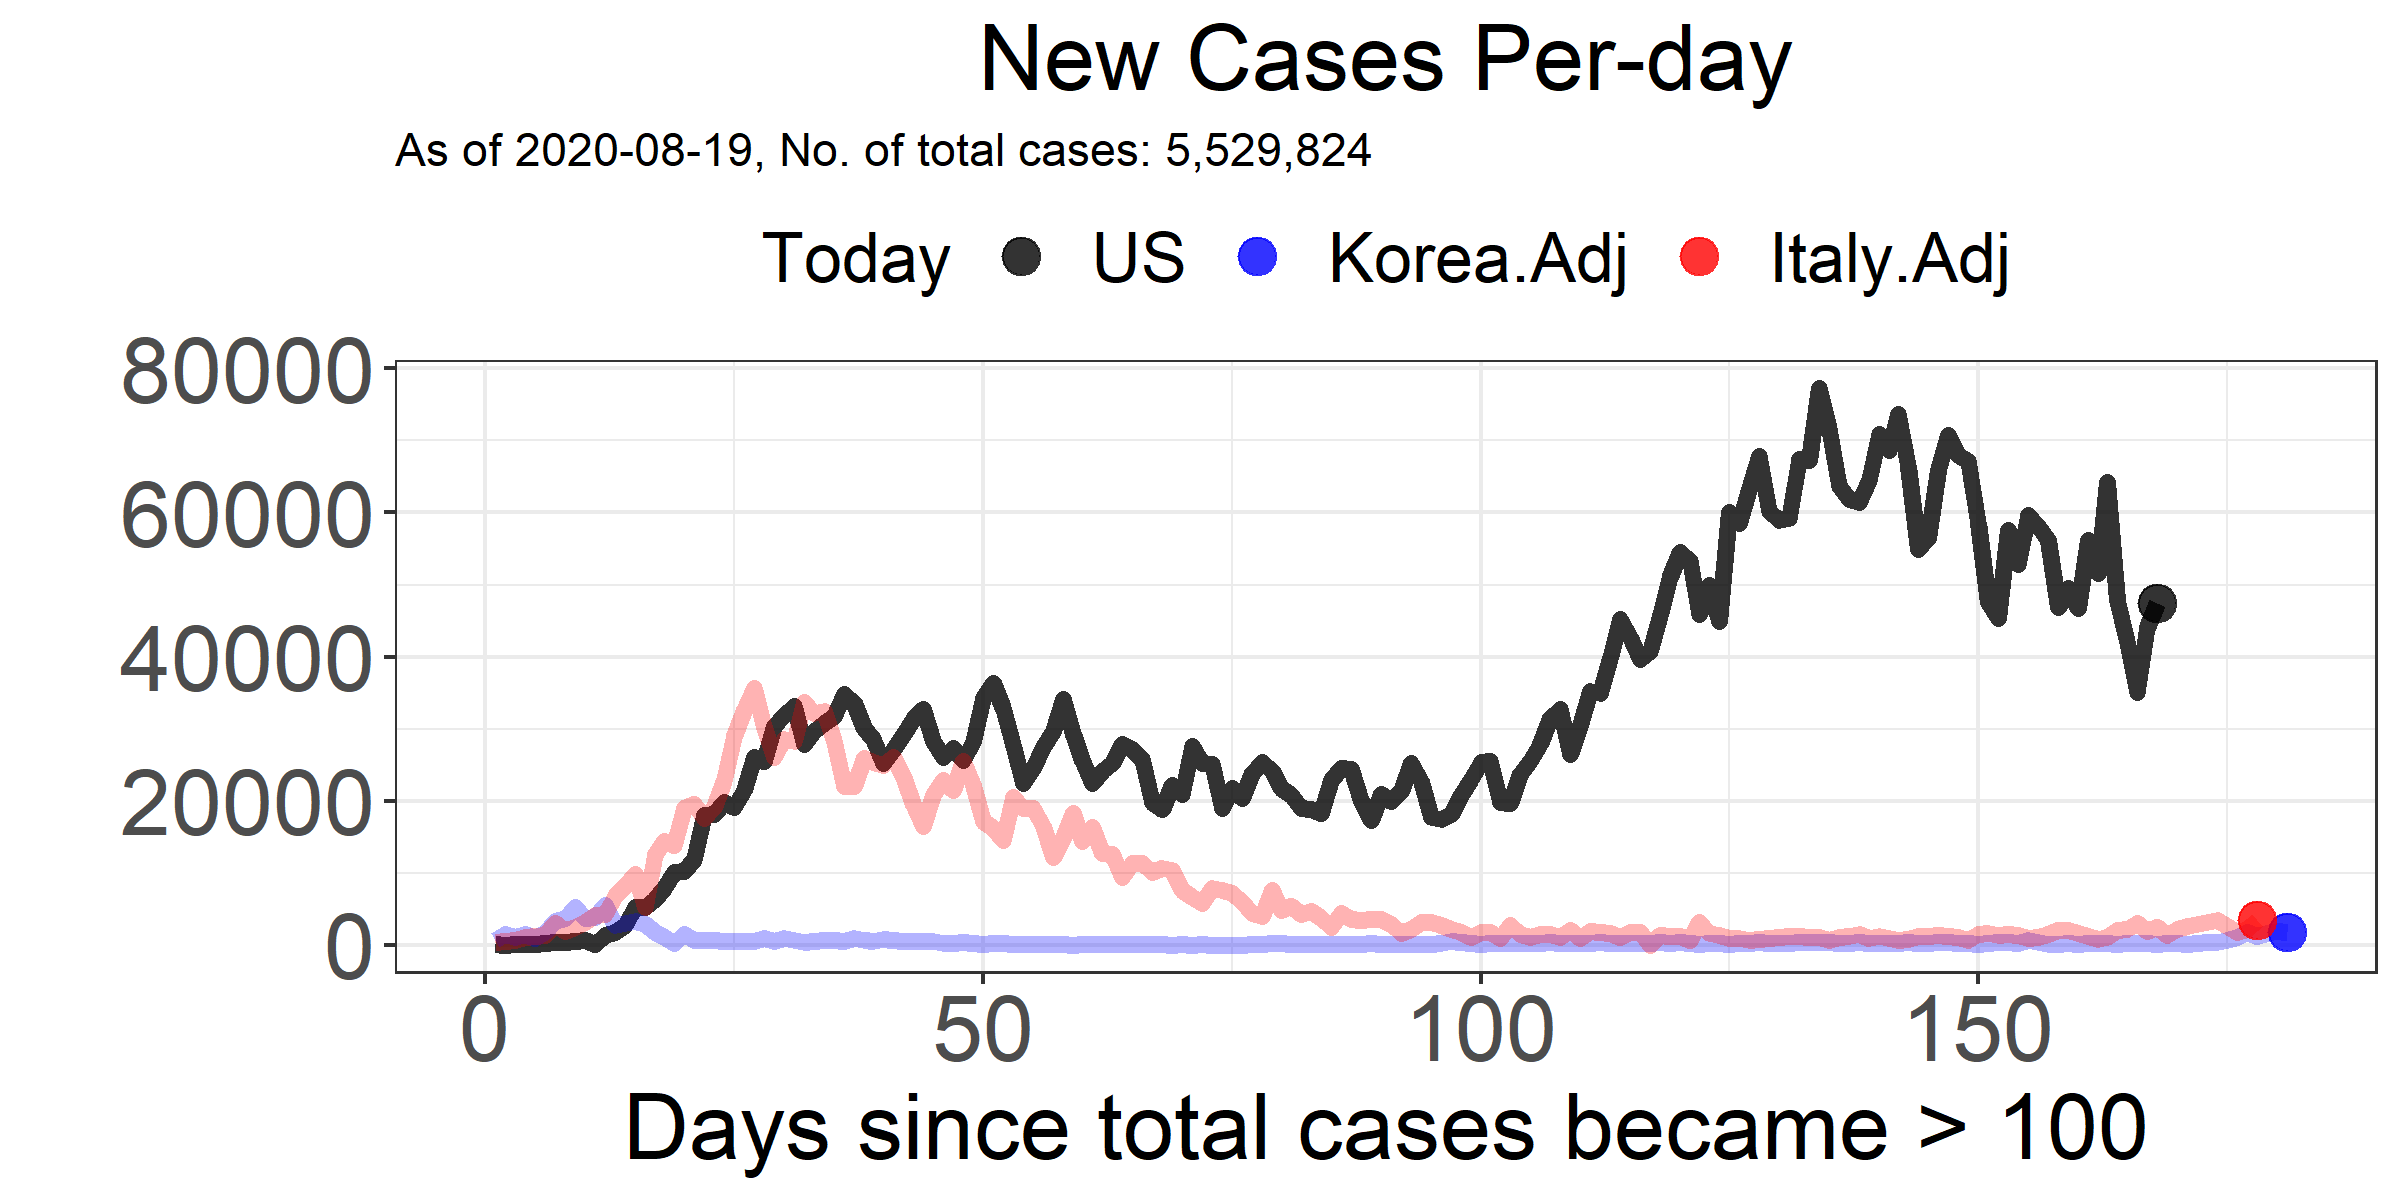 New Cases Per-day
As of 2020-08-19, No. of total cases: 5,529,824
Today US Korea.Adj Italy.Adj
80000
60000
40000
20000
0
0 50 100 150
Days since total cases became > 100